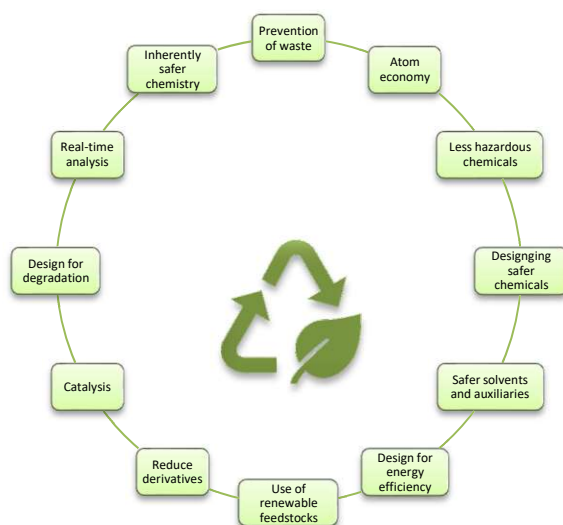 Prevention
of waste
Atom
economy
Less hazardous
chemicals
Designging
safer
chemicals
Safer solvents
and auxiliaries
Design for
energy
efficiency
Use of
renewable
feedstocks
Reduce
derivatives
Catalysis
Design for
degradation
Real-time
analysis
Inherently
safer
chemistry